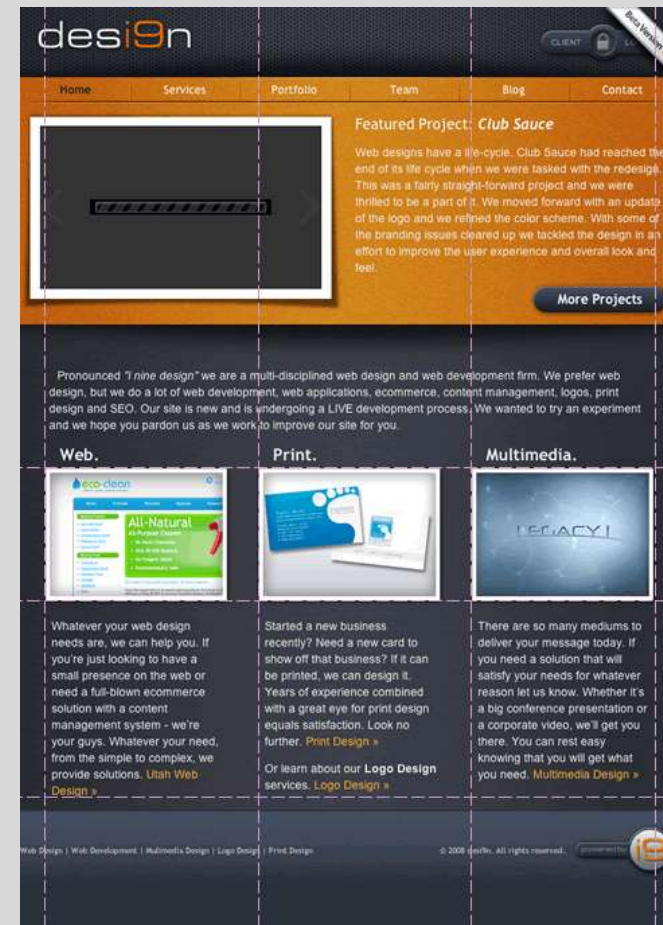 desi9n
Beta Version
CLIENT
Home Services Portfolio Team Blog Contact
Featured Project: Club Sauce
Web designs have a life-cycle. Club Sauce had reached the
end of its life cycle when we were tasked with the redesign.
This was a fairly straight-forward project and we were
thrilled to be a part of it. We moved forward with an update
of the logo and we refined the color scheme. With some of
the branding issues cleared up we tackled the design in an
effort to improve the user experience and overall look and
feel.
More Projects
Pronounced "i nine design" we are a multi-disciplined web design and web development firm. We prefer web
design, but we do a lot of web development, web applications, ecommerce, content management, logos, print
design and SEO. Our site is new and is undergoing a LIVE development process. We wanted to try an experiment
and we hope you pardon us as we work to improve our site for you.
Web.
eco-clean
All-Natural
All-Purpose Cleaner
Whatever your web design
needs are, we can help you. If
you're just looking to have a
small presence on the web or
need a full-blown ecommerce
solution with a content
management system - we're
your guys. Whatever your need,
from the simple to complex, we
provide solutions. Utah Web
Design »
Print.
Started a new business
recently? Need a new card to
show off that business? If it can
be printed, we can design it.
Years of experience combined
with a great eye for print design
equals satisfaction. Look no
further. Print Design »
Or learn about our Logo Design
services. Logo Design »
Multimedia.
LEGACY
There are so many mediums to
deliver your message today. If
you need a solution that will
satisfy your needs for whatever
reason let us know. Whether it's
a big conference presentation or
a corporate video, we'll get you
there. You can rest easy
knowing that you will get what
you need. Multimedia Design »
Web Design | Web Development | Multimedia Design | Logo Design | Print Design
© 2008 desi9n. All rights reserved.
powered by i9